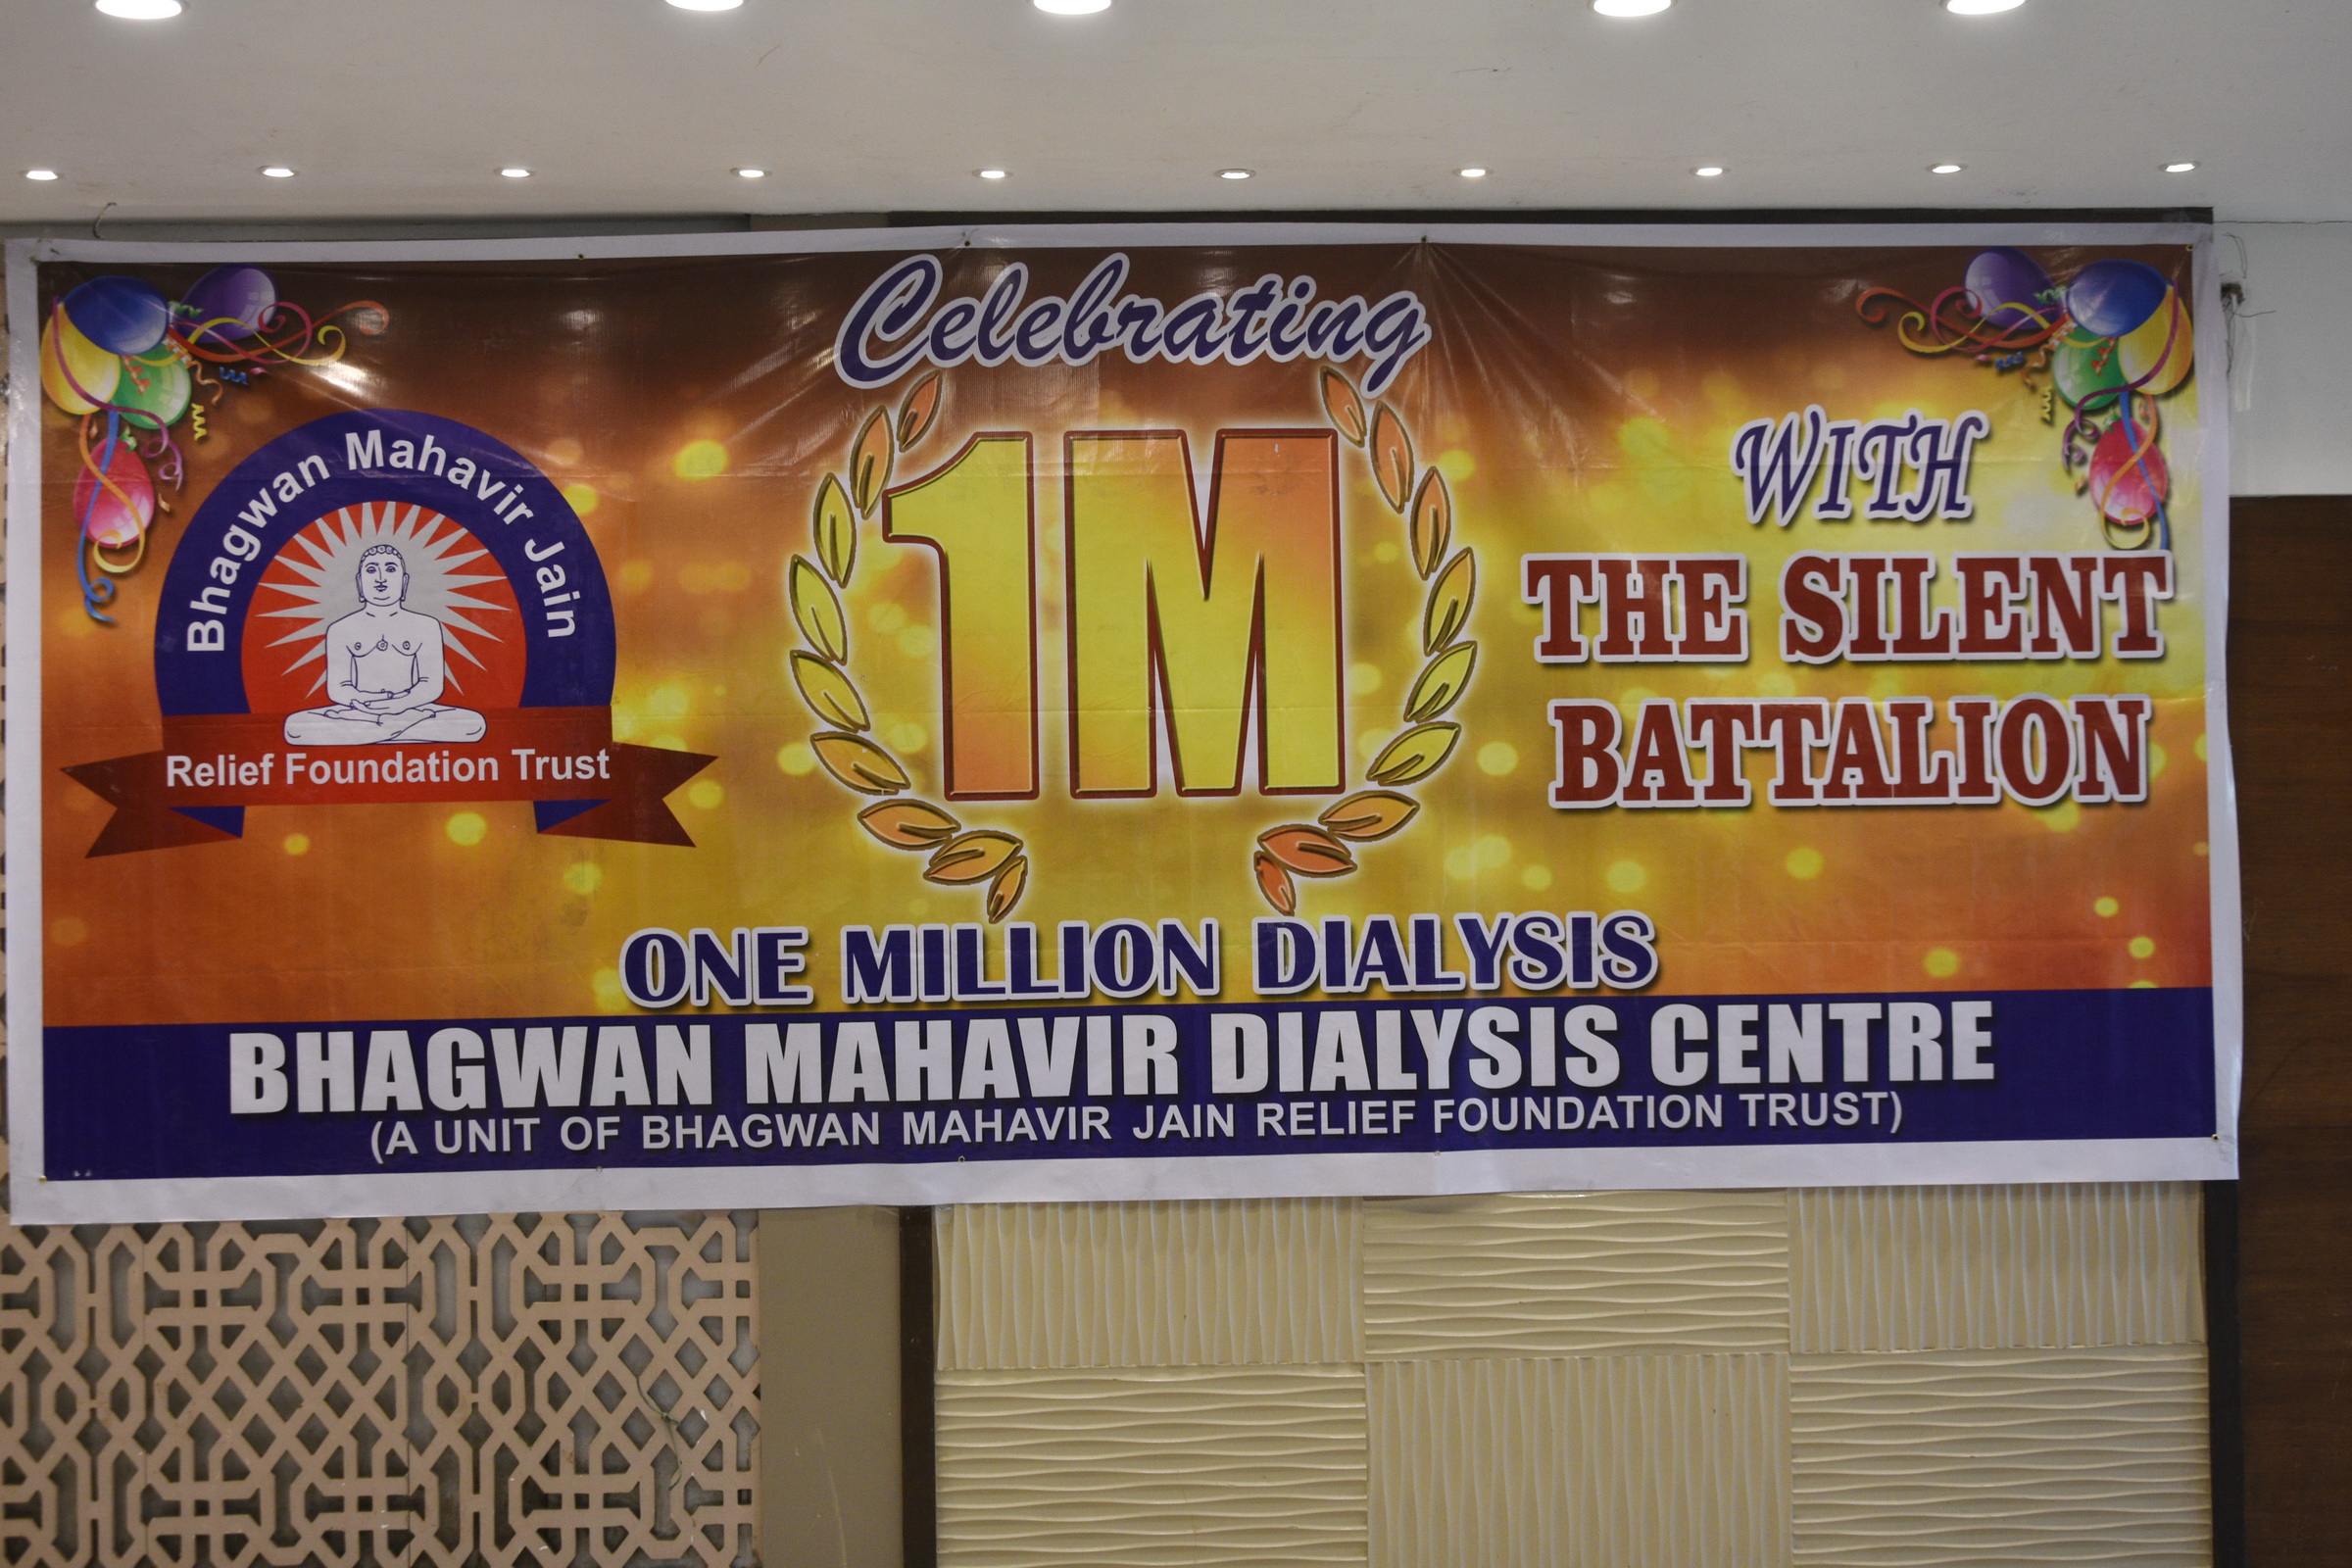 Celebrating
Bhagwan Mahavir Jain
Relief Foundation Trust
1M
WITH
THE SILENT
BATTALION
ONE MILLION DIALYSIS
BHAGWAN MAHAVIR DIALYSIS CENTRE
(A UNIT OF BHAGWAN MAHAVIR JAIN RELIEF FOUNDATION TRUST)